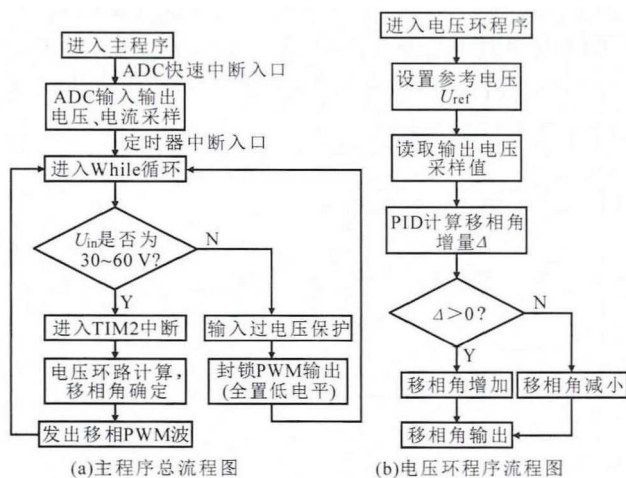 进入主程序
ADC快速中断入口
ADC输入输出
电压、电流采样
定时器中断入口
进入While循环
Uin是否为
30~60 V?
N
Y
进入TIM2中断
输入过电压保护
电压环路计算,
移相角确定
封锁PWM输出
(全置低电平)
发出移相PWM波
(a)主程序总流程图
进入电压环程序
设置参考电压
Uref
读取输出电压
采样值
PID计算移相角
增量Δ
Δ>0?
N
Y
移相角增加
移相角减小
移相角输出
(b)电压环程序流程图